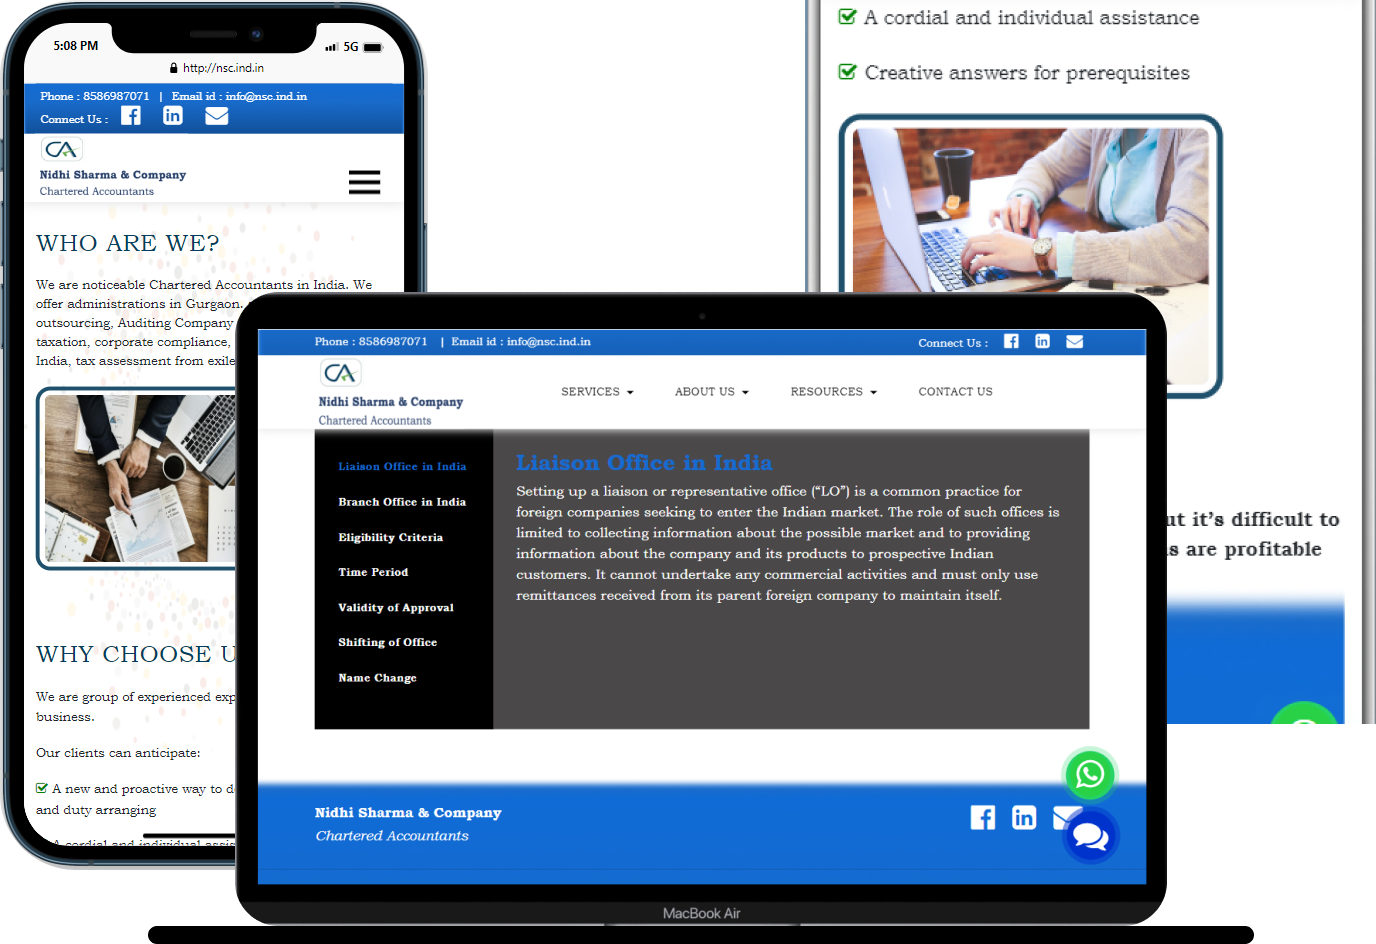 5:08 PM
5G
http://nsc.ind.in
Phone : 8586987071 | Email id : info@nsc.ind.in
Connect Us :
CA
Nidhi Sharma & Company
Chartered Accountants
WHO ARE WE?
We are noticeable Chartered Accountants in India. We
offer administrations in Gurgaon.
outsourcing, Auditing Company
taxation, corporate compliance,
India, tax assessment from exile
WHY CHOOSE U
We are group of experienced exp
business.
Our clients can anticipate:
A new and proactive way to d
and duty arranging
A cordial and individual assis
A cordial and individual assistance
Creative answers for prerequisites
ut it's difficult to
s are profitable
Phone : 8586987071 | Email id : info@nsc.ind.in
Connect Us :
CA
Nidhi Sharma & Company
Chartered Accountants
SERVICES
ABOUT US
RESOURCES
CONTACT US
Liaison Office in India
Branch Office in India
Eligibility Criteria
Time Period
Validity of Approval
Shifting of Office
Name Change
Liaison Office in India
Setting up a liaison or representative office (“LO”) is a common practice for
foreign companies seeking to enter the Indian market. The role of such offices is
limited to collecting information about the possible market and to providing
information about the company and its products to prospective Indian
customers. It cannot undertake any commercial activities and must only use
remittances received from its parent foreign company to maintain itself.
Nidhi Sharma & Company
Chartered Accountants
MacBook Air